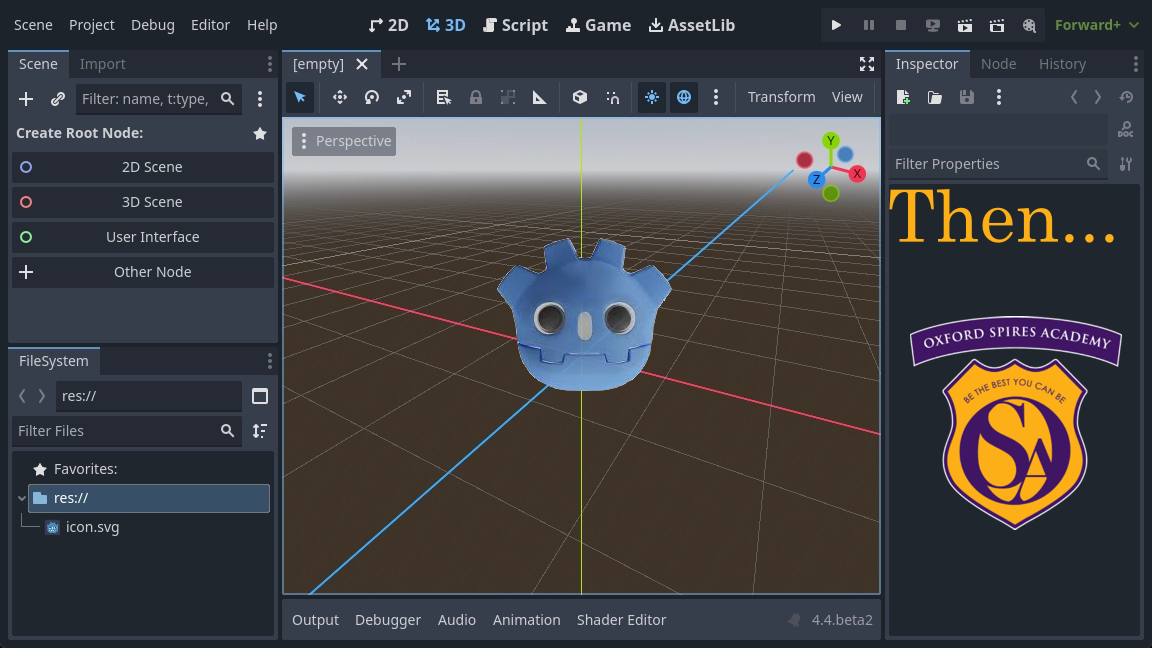 Scene Project Debug Editor Help 2D 3D Script Game AssetLib Forward+
Scene Import
Filter: name, t:type,
Create Root Node:
2D Scene
3D Scene
User Interface
Other Node
FileSystem
res://
Filter Files
Favorites:
res://
icon.svg
[empty]
Transform View
Perspective
Y
X
Z
Output Debugger Audio Animation Shader Editor 4.4.beta2
Inspector Node History
DOC
Filter Properties
Then...
OXFORD SPIRES ACADEMY
BE THE BEST YOU CAN BE
OSA